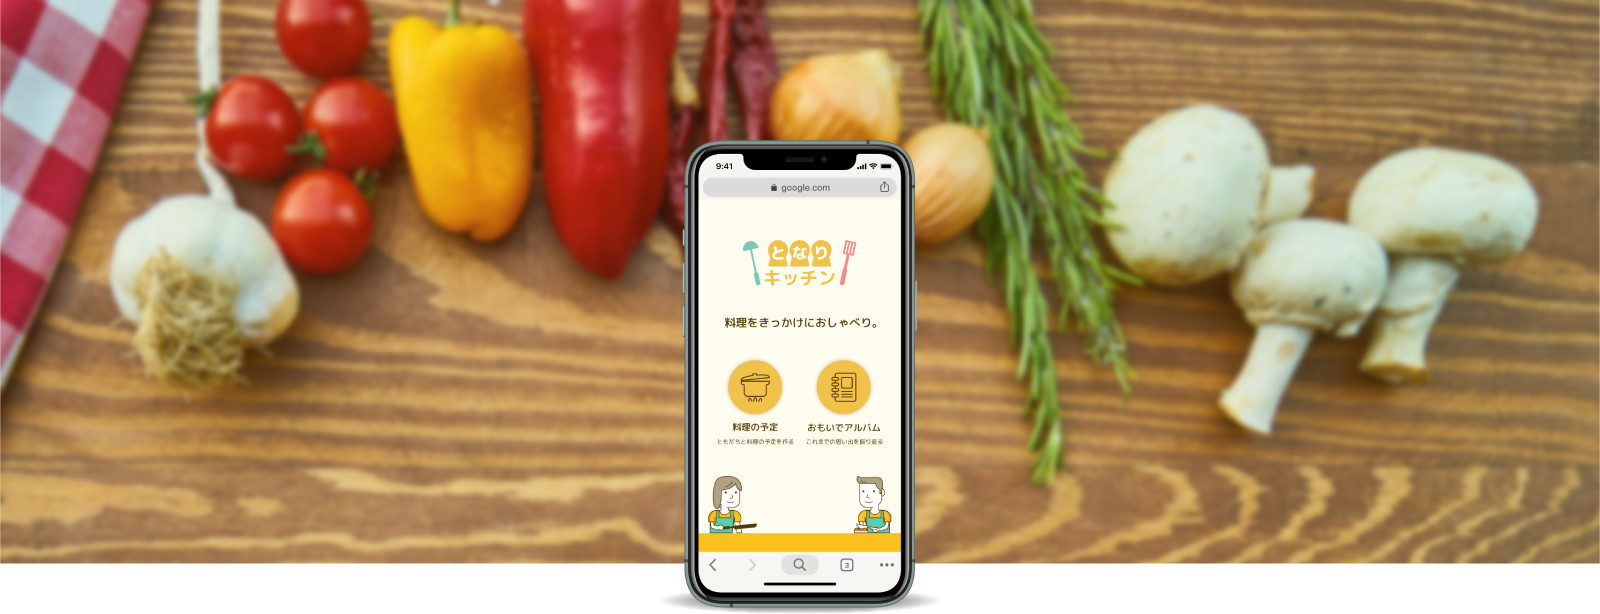 9:41
google.com
となり
キッチン
料理をきっかけにおしゃべり。
料理の予定
ともだちと料理の予定を作る
おもいでアルバム
これまでの思い出を振り返る
3